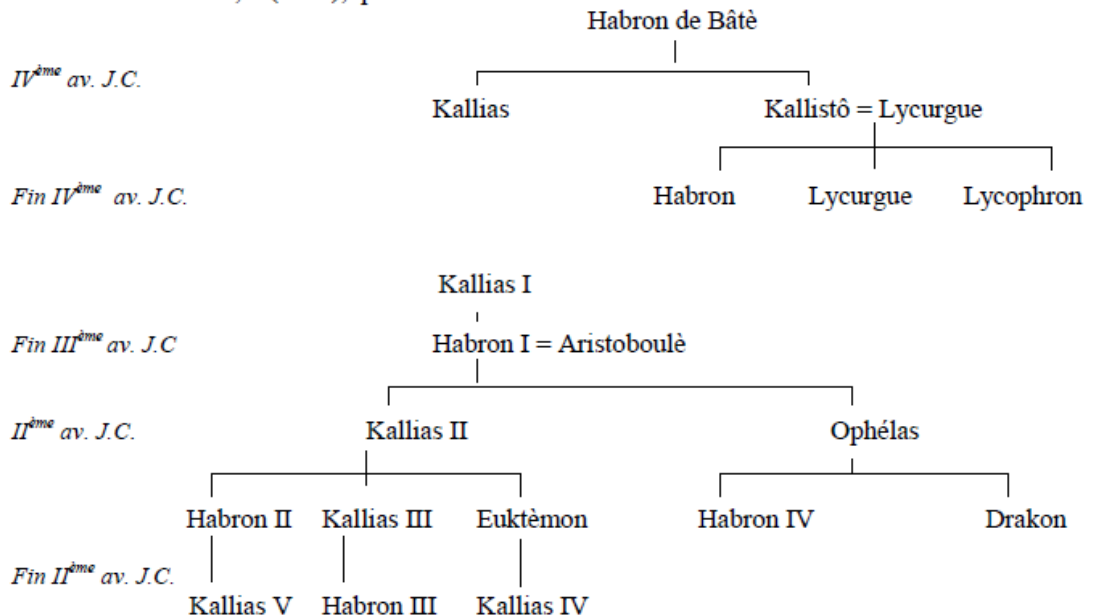 Habron de Bâtè
IVème av. J.C.
Kallias Kallistô = Lycurgue
Fin IVème av. J.C.
Habron Lycurgue Lycophron
Kallias I
Fin IIIème av. J.C
Habron I = Aristoboulè
IIème av. J.C.
Kallias II Ophélas
Habron II Kallias III Euktèmon Habron IV Drakon
Fin IIème av. J.C.
Kallias V Habron III Kallias IV